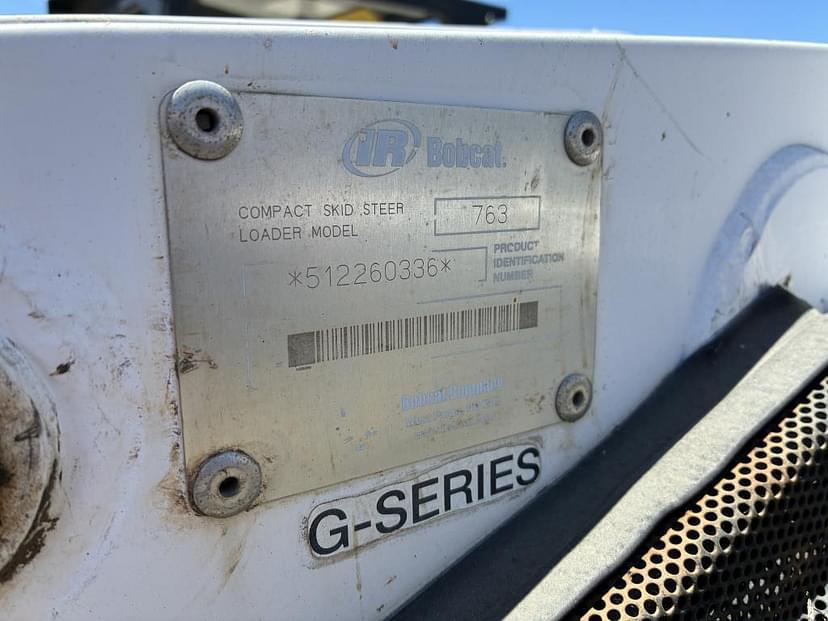 IR Bobcat.
COMPACT SKID STEER
LOADER MODEL
763
PRODUCT
IDENTIFICATION
NUMBER
*512260336*
Bobcat Company
G-SERIES